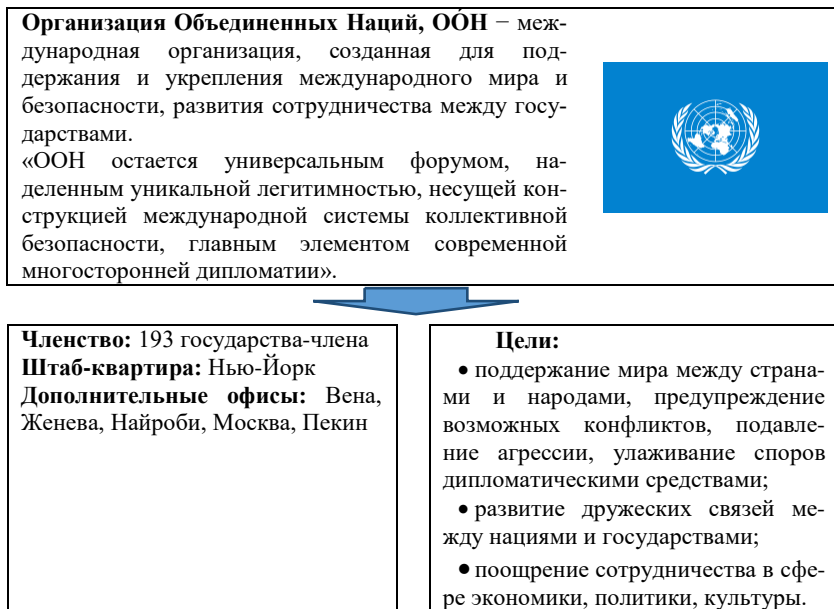 Организация Объединенных Наций, ОО́Н − меж-
дународная организация, созданная для под-
держания и укрепления международного мира и
безопасности, развития сотрудничества между госу-
дарствами.
«ООН остается универсальным форумом, на-
деленным уникальной легитимностью, несущей кон-
струкцией международной системы коллективной
безопасности, главным элементом современной
многосторонней дипломатии».
Членство: 193 государства-члена
Штаб-квартира: Нью-Йорк
Дополнительные офисы: Вена,
Женева, Найроби, Москва, Пекин
Цели:
• поддержание мира между страна-
ми и народами, предупреждение
возможных конфликтов, подавле-
ние агрессии, улаживание споров
дипломатическими средствами;
• развитие дружеских связей ме-
жду нациями и государствами;
• поощрение сотрудничества в сфе-
ре экономики, политики, культуры.